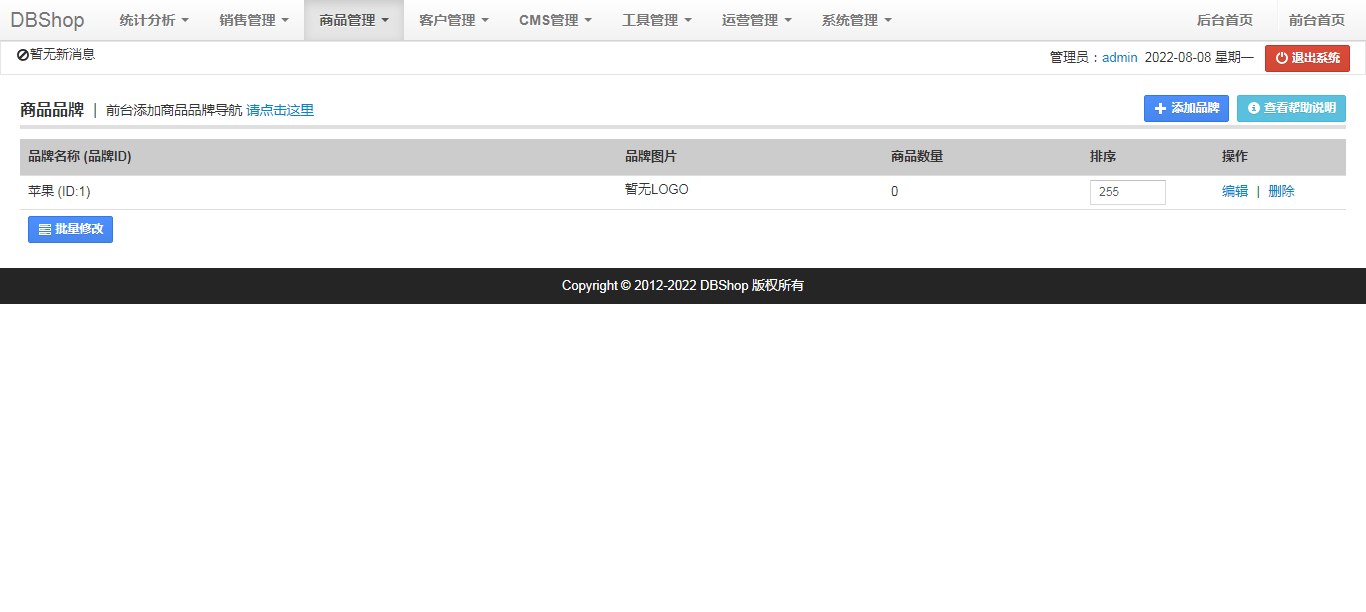 DBShop 统计分析 销售管理 商品管理 客户管理 CMS管理 工具管理 运营管理 系统管理 后台首页 前台首页
暂无新消息 管理员：admin 2022-08-08 星期一 退出系统
商品品牌 | 前台添加商品品牌导航 请点击这里 添加品牌 查看帮助说明
品牌名称 (品牌ID) 品牌图片 商品数量 排序 操作
苹果 (ID:1) 暂无LOGO 0 255 编辑 | 删除
批量修改
Copyright © 2012-2022 DBShop 版权所有